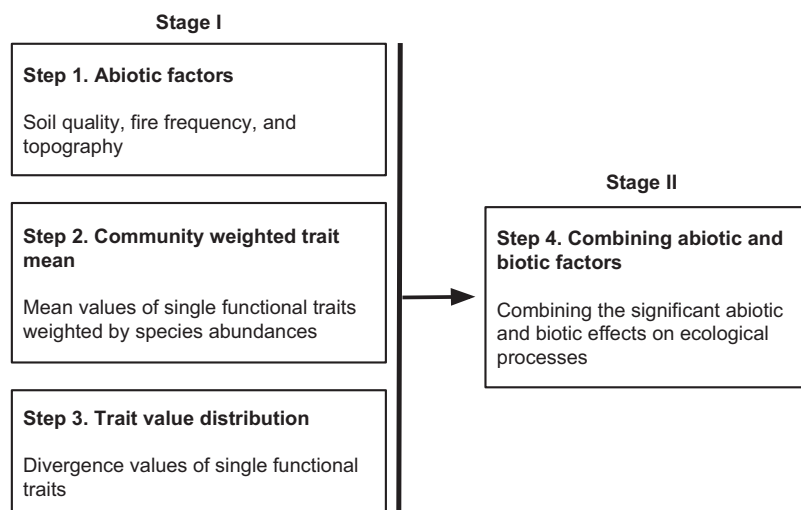 Stage I
Step 1. Abiotic factors
Soil quality, fire frequency, and
topography
Step 2. Community weighted trait
mean
Mean values of single functional traits
weighted by species abundances
Step 3. Trait value distribution
Divergence values of single functional
traits
Stage II
Step 4. Combining abiotic and
biotic factors
Combining the significant abiotic
and biotic effects on ecological
processes